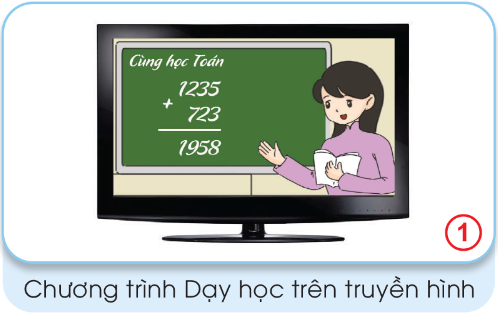 Cùng học Toán
1235
+
723
1958
1
Chương trình Dạy học trên truyền hình